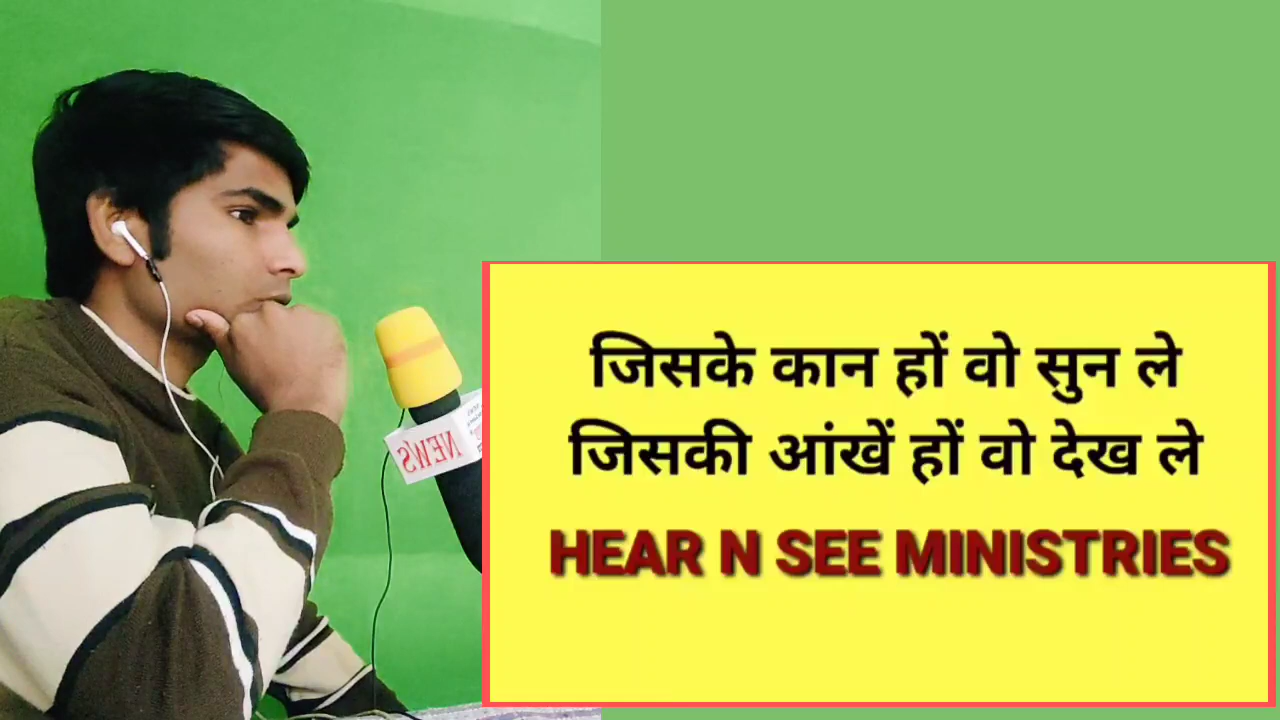 NEWS
जिसके कान हों वो सुन ले
जिसकी आंखें हों वो देख ले
HEAR N SEE MINISTRIES